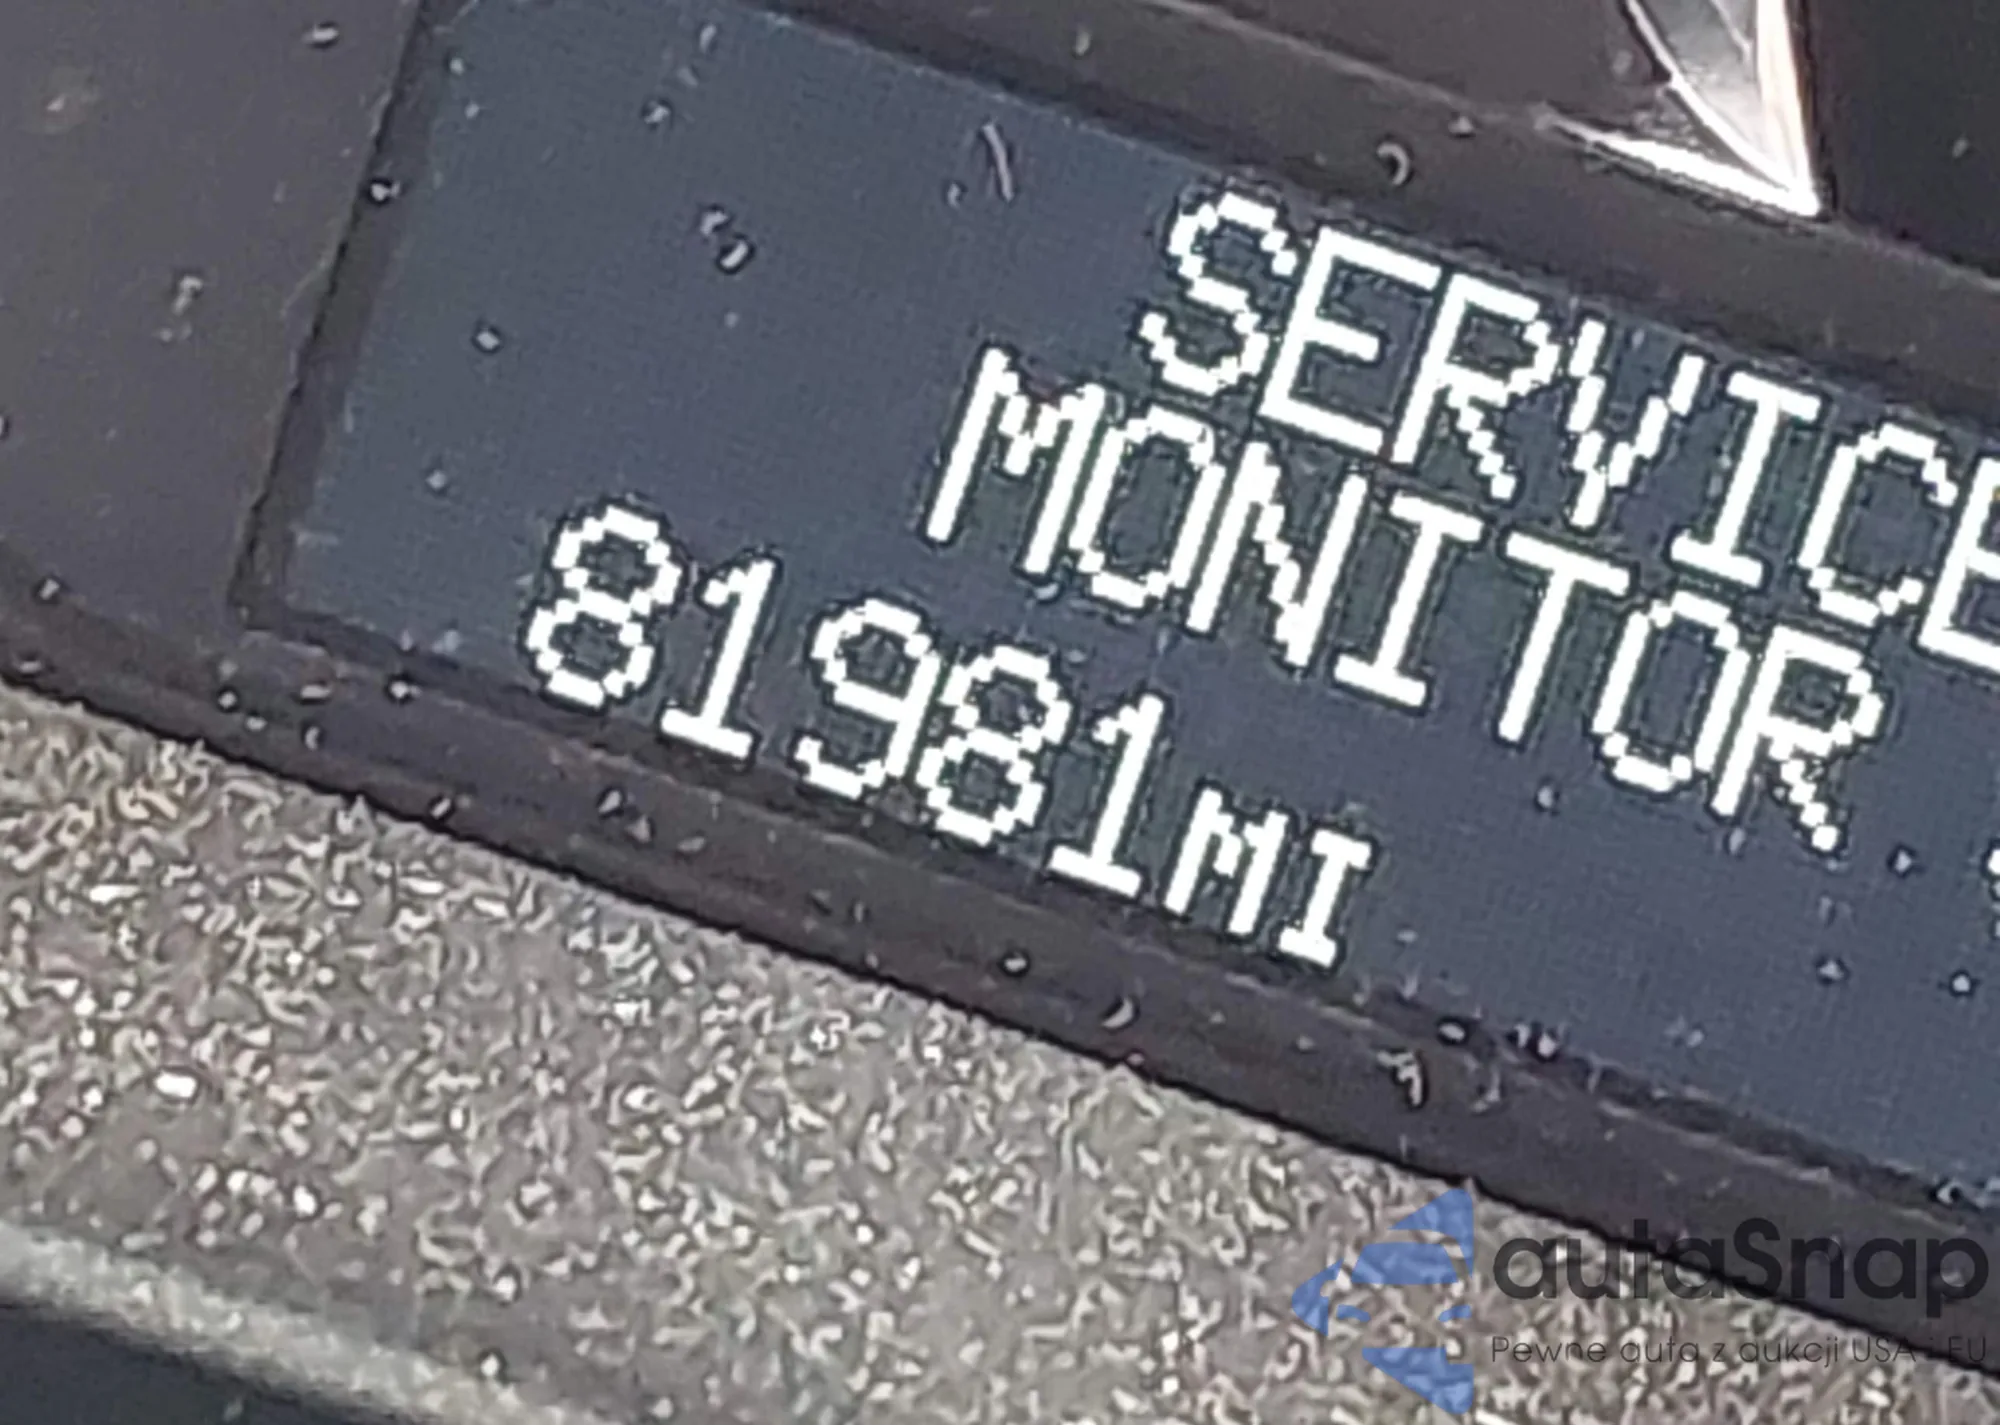 SERVICE
MONITOR
81981MI
autaSnap
Pewne auta z aukcji USA i EU